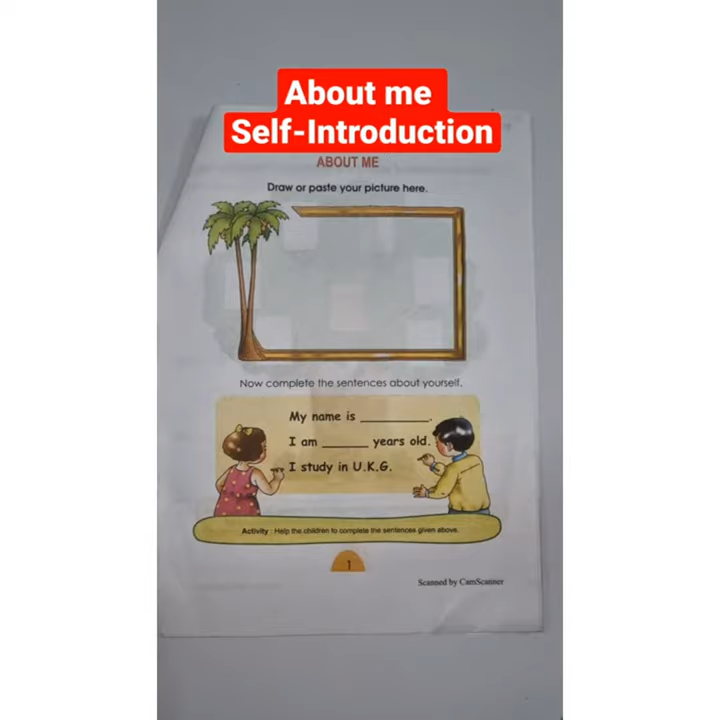 About me
Self-Introduction
ABOUT ME
Draw or paste your picture here.
Now complete the sentences about yourself.
My name is __________.
I am _______ years old.
I study in U.K.G.
Activity : Help the children to complete the sentences given above.
1
Scanned by CamScanner